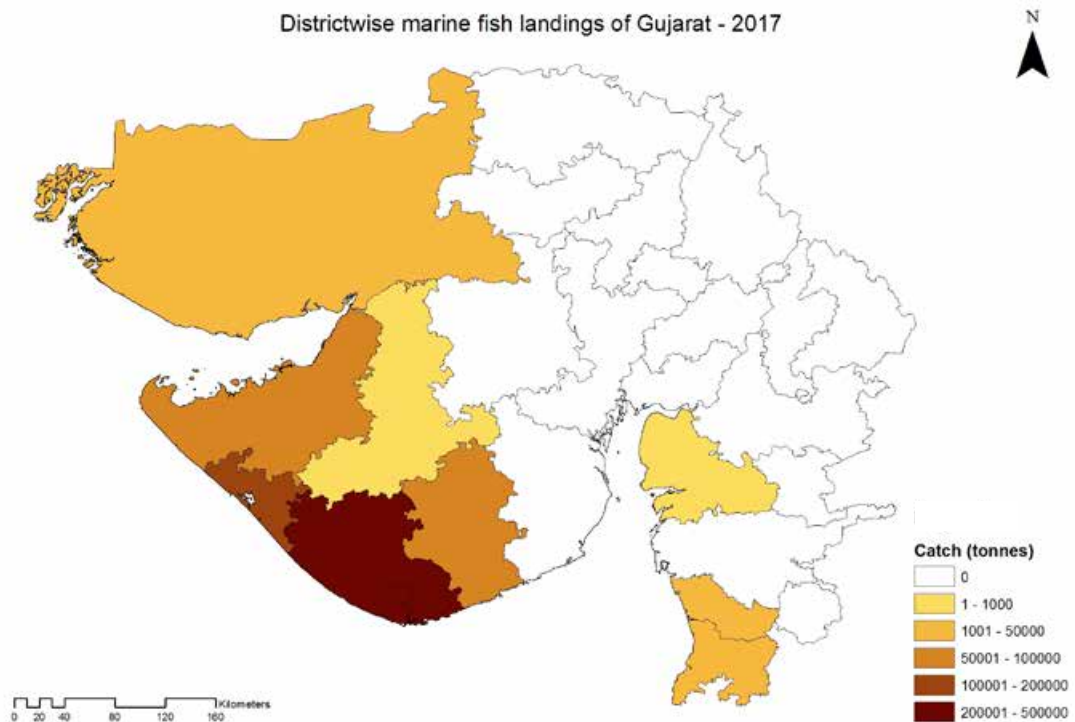 Districtwise marine fish landings of Gujarat - 2017
N
Catch (tonnes)
0
1 - 1000
1001 - 50000
50001 - 100000
100001 - 200000
200001 - 500000
Kilometers
0 20 40 80 120 160